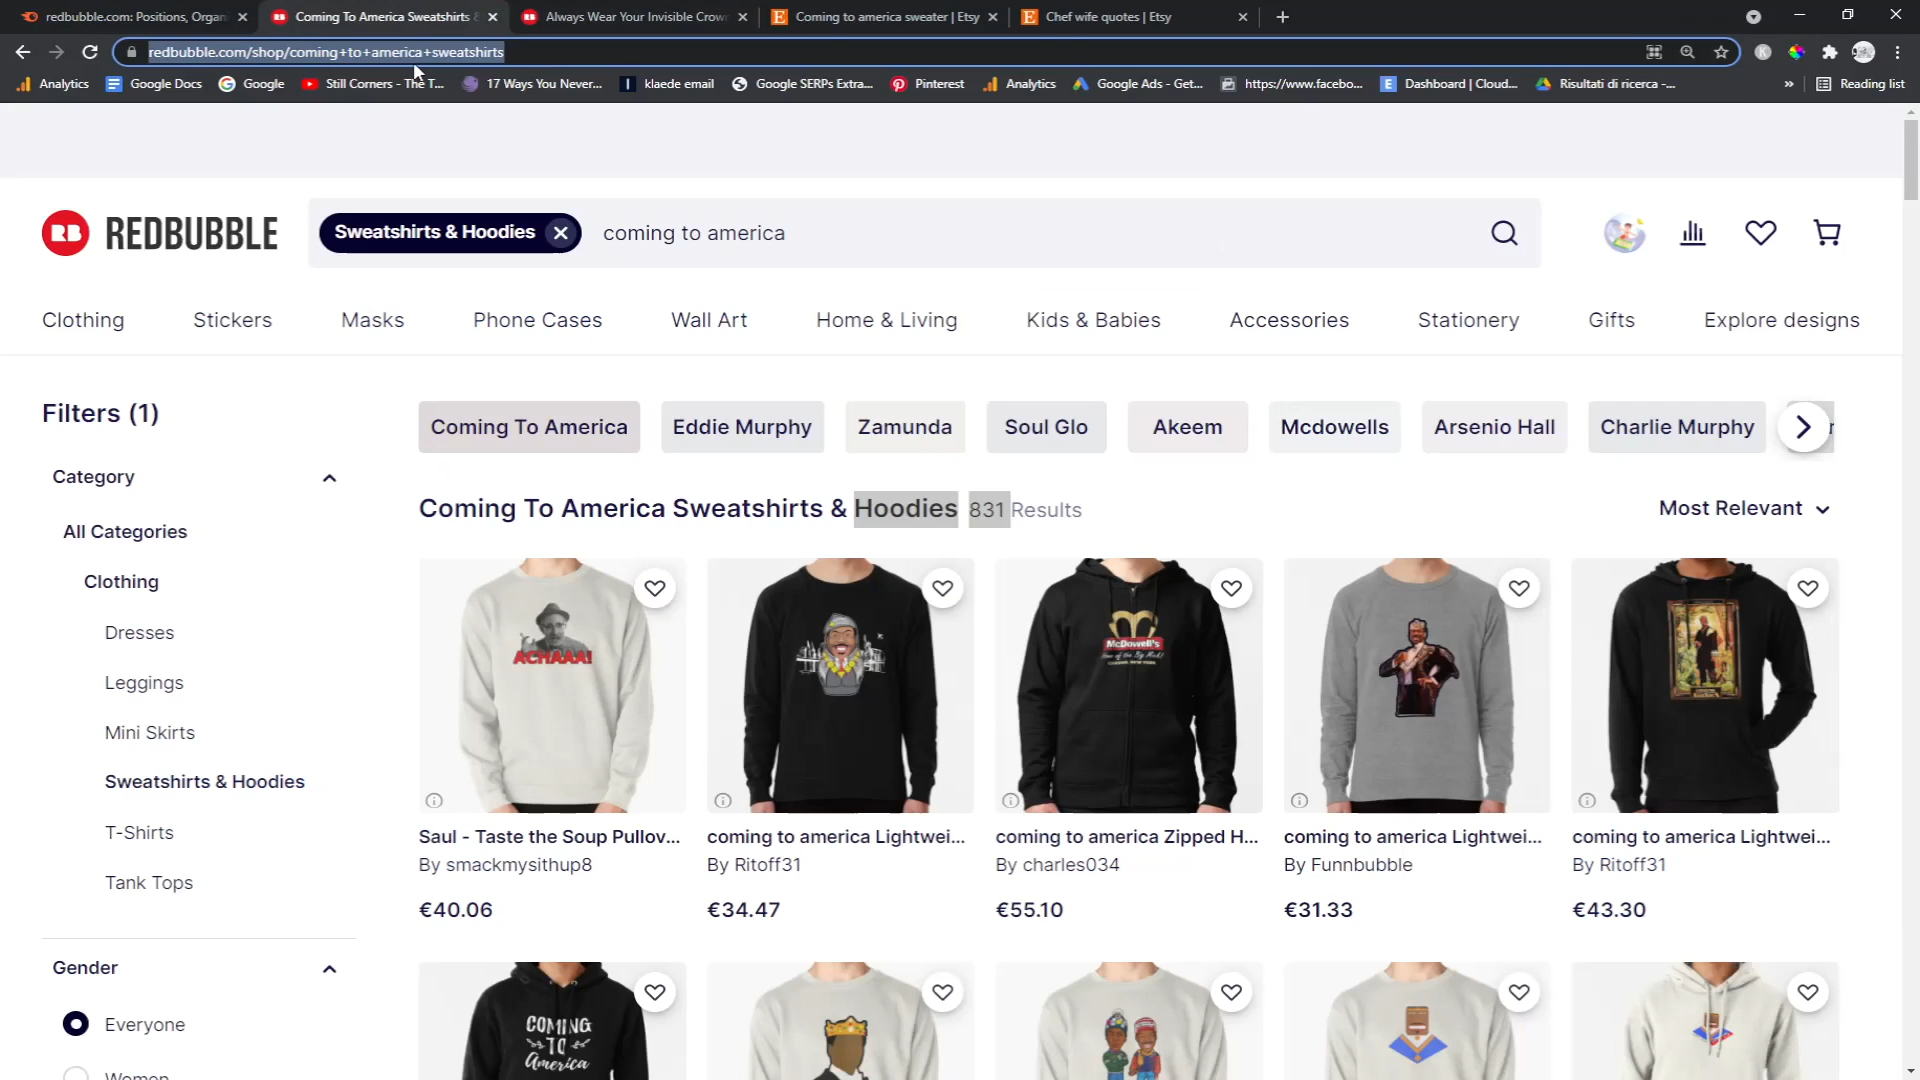 redbubble.com: Positions, Organ
Coming To America Sweatshirts &
Always Wear Your Invisible Crow
Coming to america sweater | Etsy
Chef wife quotes | Etsy
redbubble.com/shop/coming+to+america+sweatshirts
Analytics
Google Docs
Google
Still Corners - The T...
17 Ways You Never...
klaede email
Google SERPs Extra...
Pinterest
Analytics
Google Ads - Get...
https://www.facebo...
Dashboard | Cloud...
Risultati di ricerca -...
»
Reading list
RB REDBUBBLE
Sweatshirts & Hoodies
coming to america
Clothing
Stickers
Masks
Phone Cases
Wall Art
Home & Living
Kids & Babies
Accessories
Stationery
Gifts
Explore designs
Filters (1)
Category
All Categories
Clothing
Dresses
Leggings
Mini Skirts
Sweatshirts & Hoodies
T-Shirts
Tank Tops
Gender
Everyone
Women
Coming To America
Eddie Murphy
Zamunda
Soul Glo
Akeem
Mcdowells
Arsenio Hall
Charlie Murphy
Coming To America Sweatshirts & Hoodies 831 Results
Most Relevant
ACHAAA!
McDowell's
Saul - Taste the Soup Pullov...
By smackmysithup8
€40.06
coming to america Lightwei...
By Ritoff31
€34.47
coming to america Zipped H...
By charles034
€55.10
coming to america Lightwei...
By Funnbubble
€31.33
coming to america Lightwei...
By Ritoff31
€43.30
COMING
TO
America